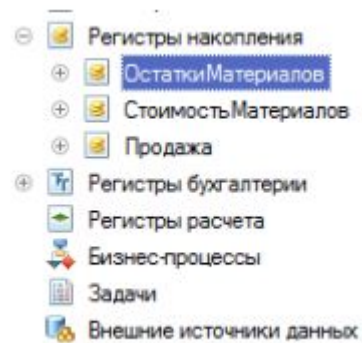 Регистры накопления
ОстаткиМатериалов
СтоимостьМатериалов
Продажа
Регистры бухгалтерии
Регистры расчета
Бизнес-процессы
Задачи
Внешние источники данных